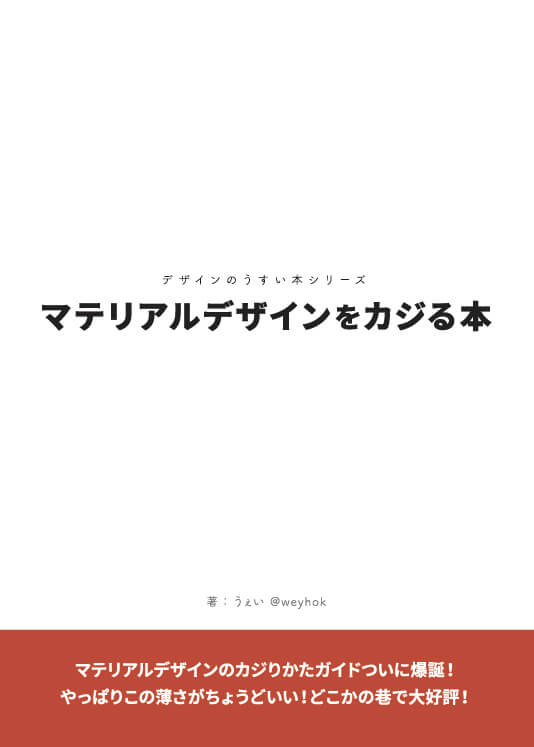 デザインのうすい本シリーズ
マテリアルデザインをカジる本
著：うぇい @weyhok
マテリアルデザインのカジりかたガイドついに爆誕！
やっぱりこの薄さがちょうどいい！どこかの巷で大好評！